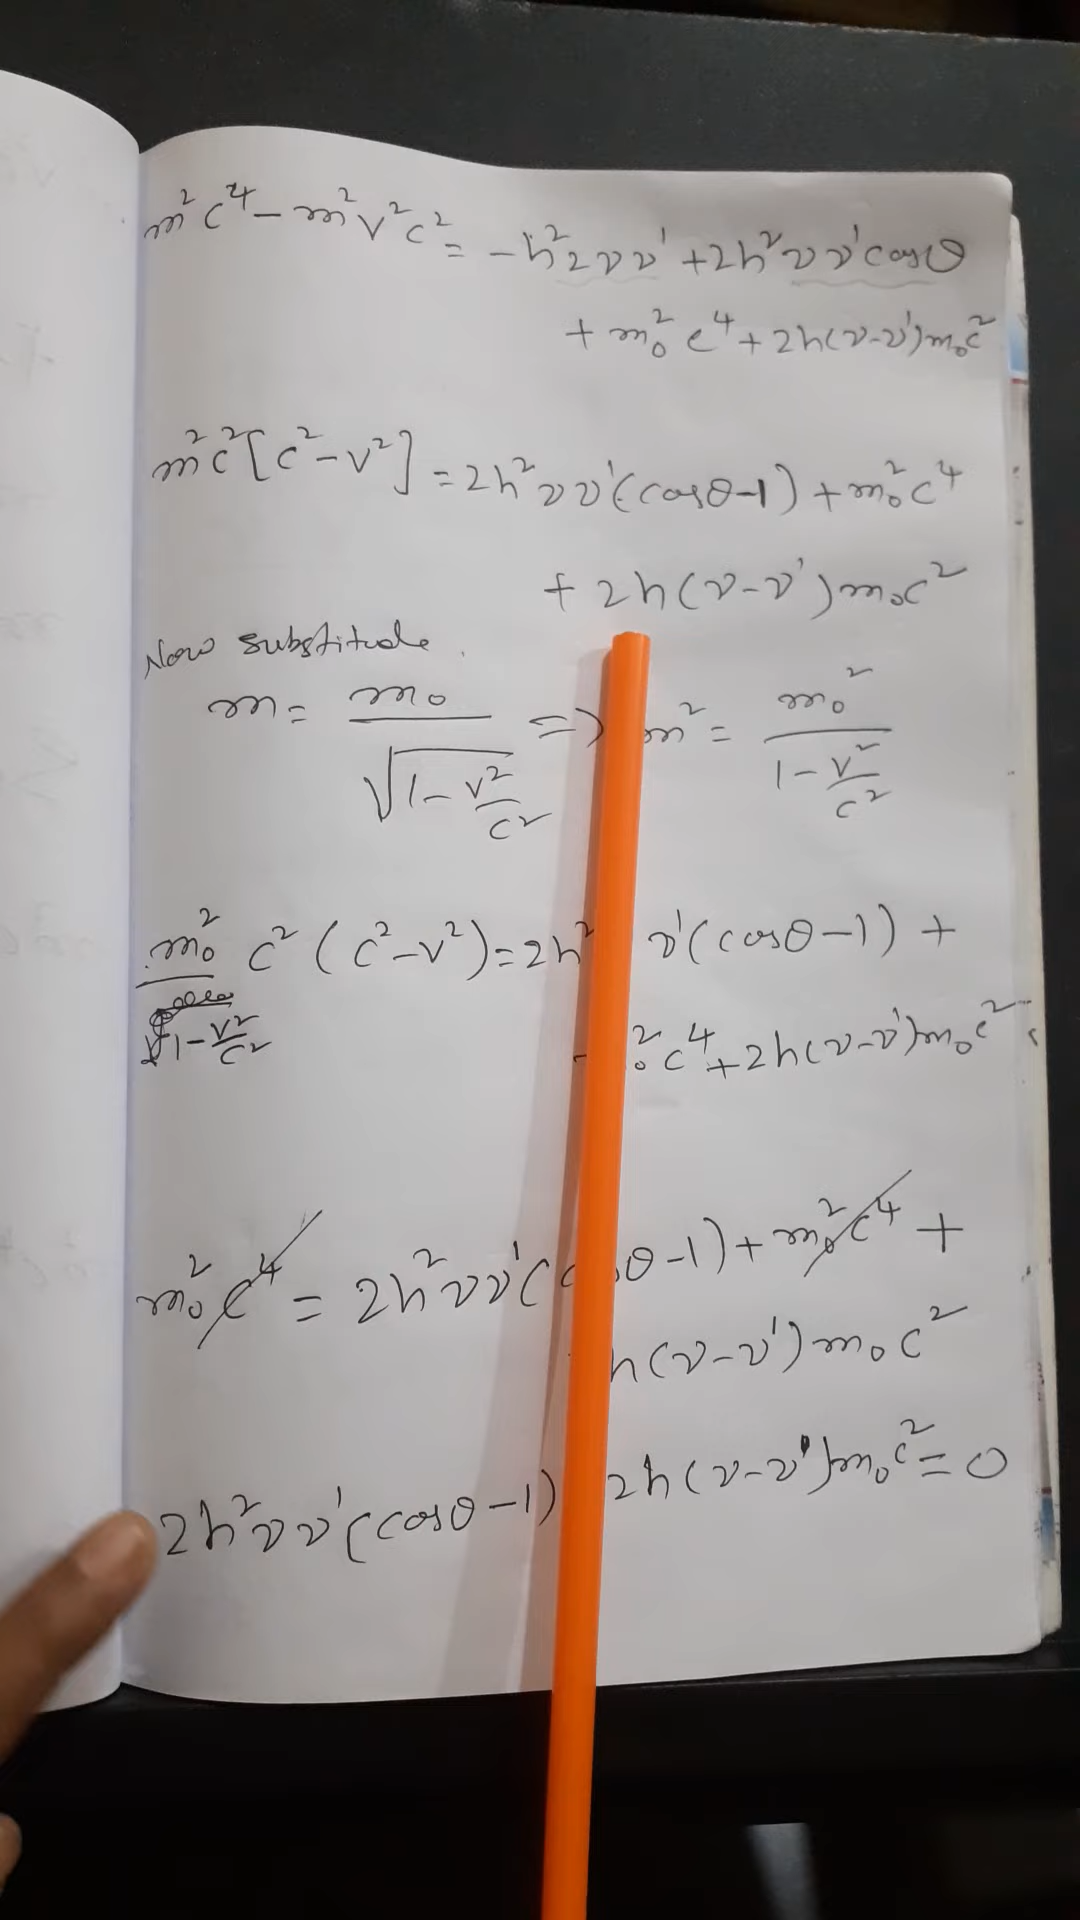 m²c⁴ - m²v²c² = -h²2νν' + 2h²νν'cosθ
+ m₀²c⁴ + 2h(ν-ν')m₀c²
m²c²[c²-v²] = 2h²νν'(cosθ-1) + m₀²c⁴
+ 2h(ν-ν')m₀c²
Now substitude.
m = m₀/√(1-v²/c²) => m² = m₀²/(1-v²/c²)
m₀²/(1-v²/c²) c²(c²-v²) = 2h² ν'(cosθ-1) +
₀²c⁴ + 2h(ν-ν')m₀c²
m₀²c⁴ = 2h²νν'(c θ-1) + m₀²c⁴ +
h(ν-ν')m₀c²
2h²νν'(cosθ-1) 2h(ν-ν')m₀c² = 0